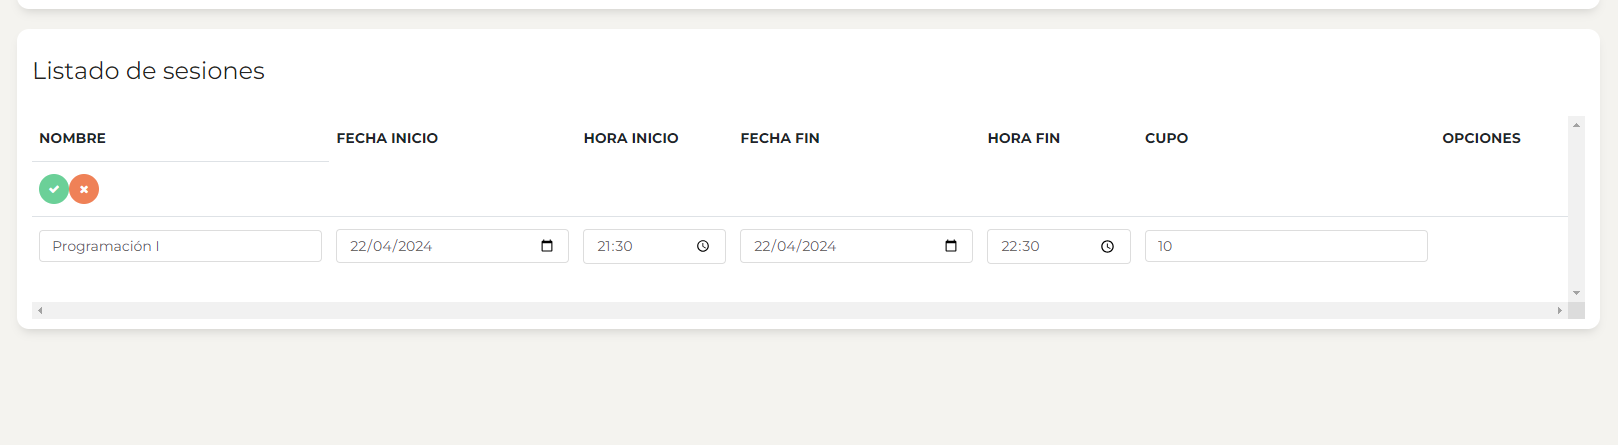 Listado de sesiones
NOMBRE FECHA INICIO HORA INICIO FECHA FIN HORA FIN CUPO OPCIONES
Programación I 22/04/2024 21:30 22/04/2024 22:30 10